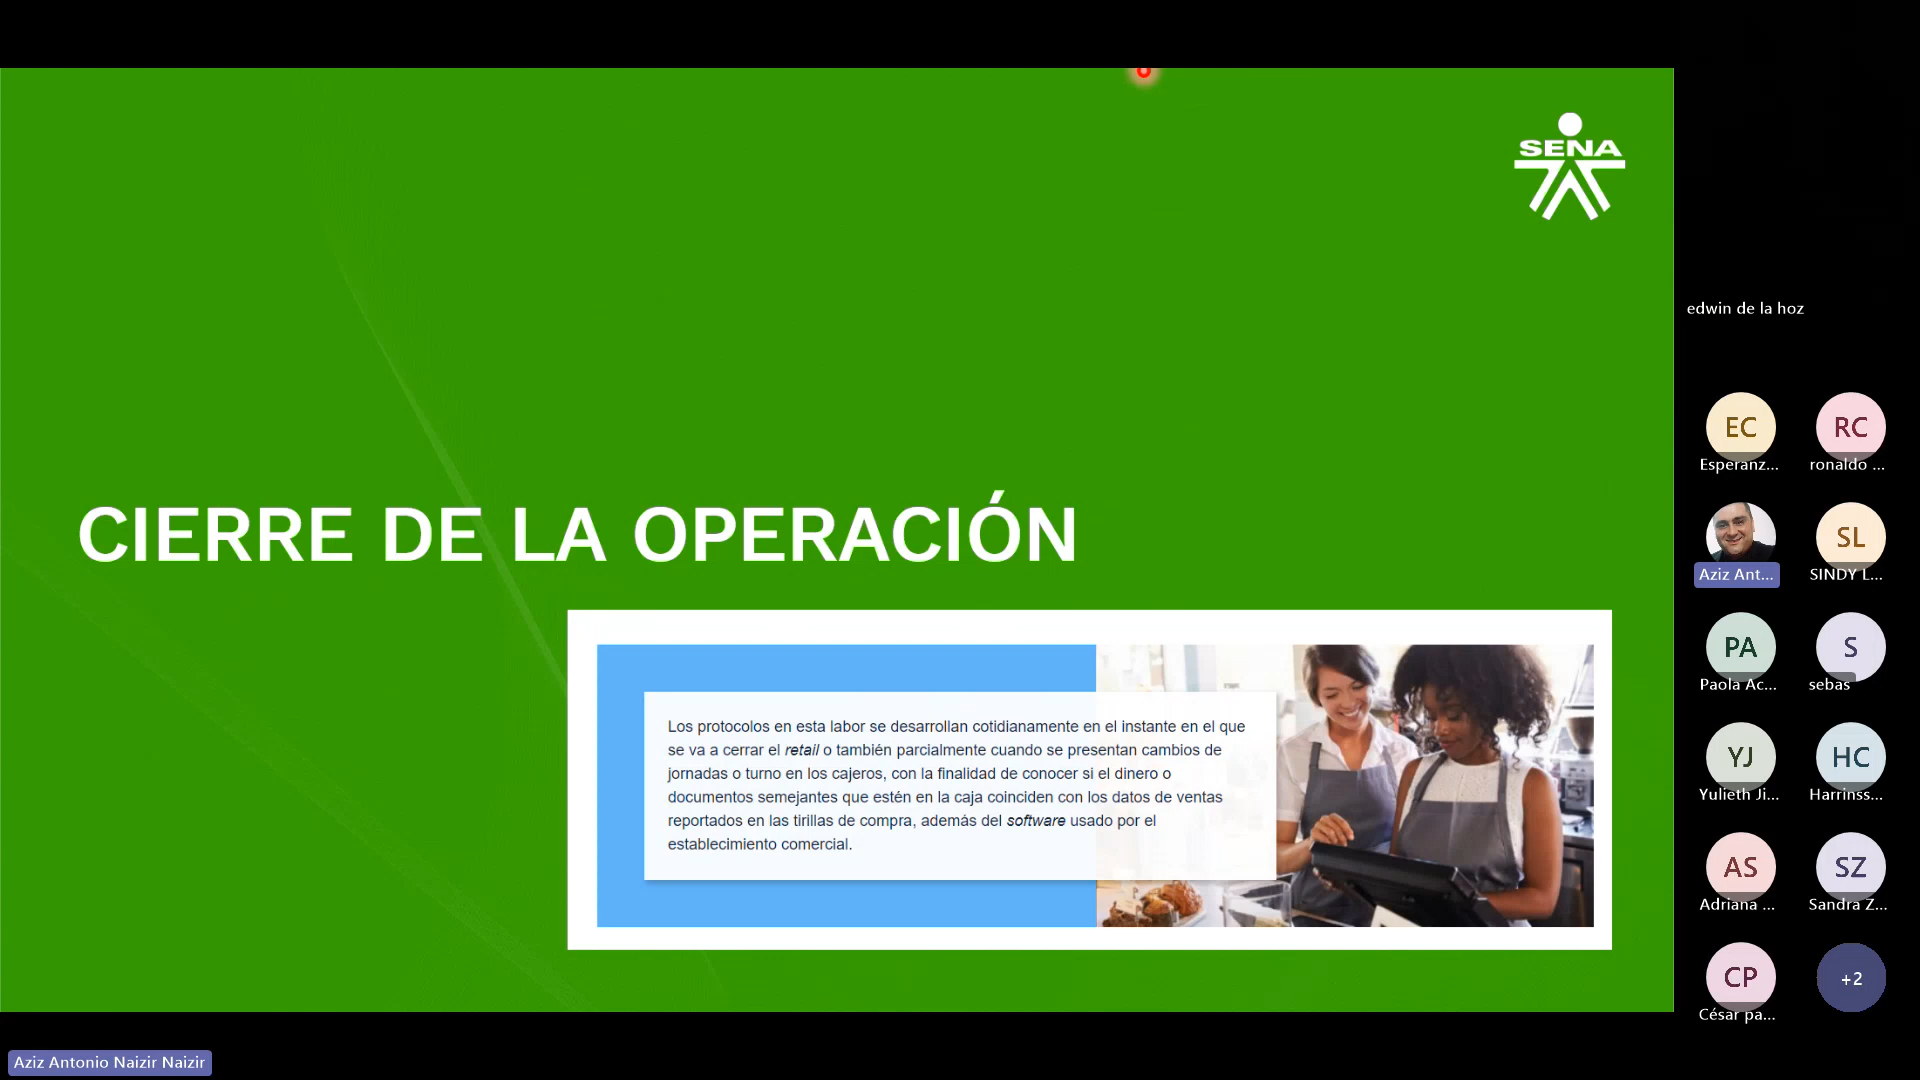 SENA
CIERRE DE LA OPERACIÓN
Los protocolos en esta labor se desarrollan cotidianamente en el instante en el que
se va a cerrar el retail o también parcialmente cuando se presentan cambios de
jornadas o turno en los cajeros, con la finalidad de conocer si el dinero o
documentos semejantes que estén en la caja coinciden con los datos de ventas
reportados en las tirillas de compra, además del software usado por el
establecimiento comercial.
edwin de la hoz
EC
Esperanz...
RC
ronaldo ...
Aziz Ant...
SL
SINDY L...
PA
Paola Ac...
S
sebas
YJ
Yulieth Ji...
HC
Harrinss...
AS
Adriana ...
SZ
Sandra Z...
CP
César pa...
+2
Aziz Antonio Naizir Naizir